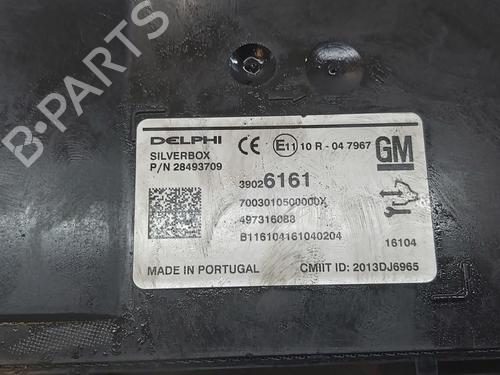 B-PARTS
DELPHI
SILVERBOX
P/N 28493709
CE E11 10 R - 04 7967
GM
39026161
7003010500000X
497316088
B116104161040204
16104
MADE IN PORTUGAL
CMIIT ID: 2013DJ6965